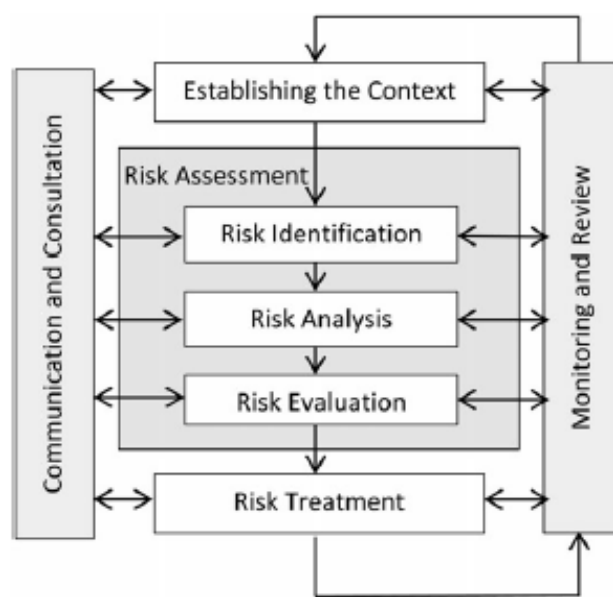 Establishing the Context
Communication and Consultation
Risk Assessment
Risk Identification
Risk Analysis
Risk Evaluation
Monitoring and Review
Risk Treatment